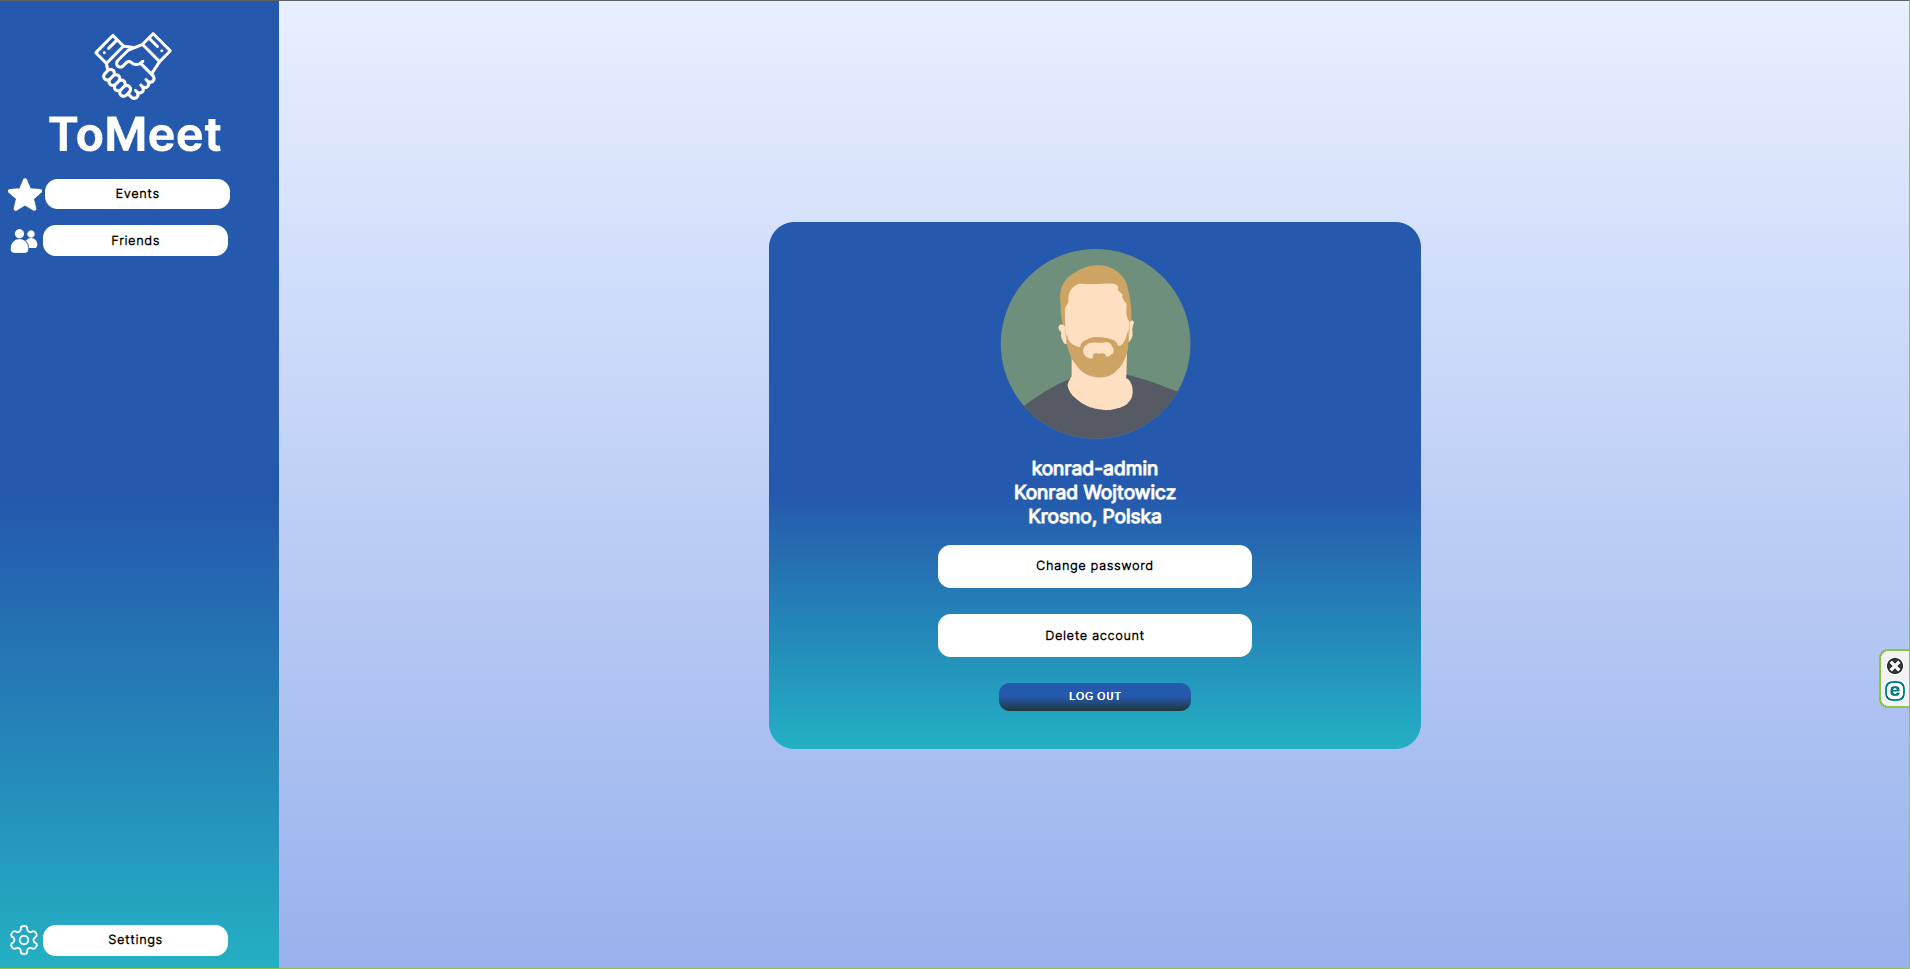 ToMeet
Events
Friends
konrad-admin
Konrad Wojtowicz
Krosno, Polska
Change password
Delete account
LOG OUT
Settings
e